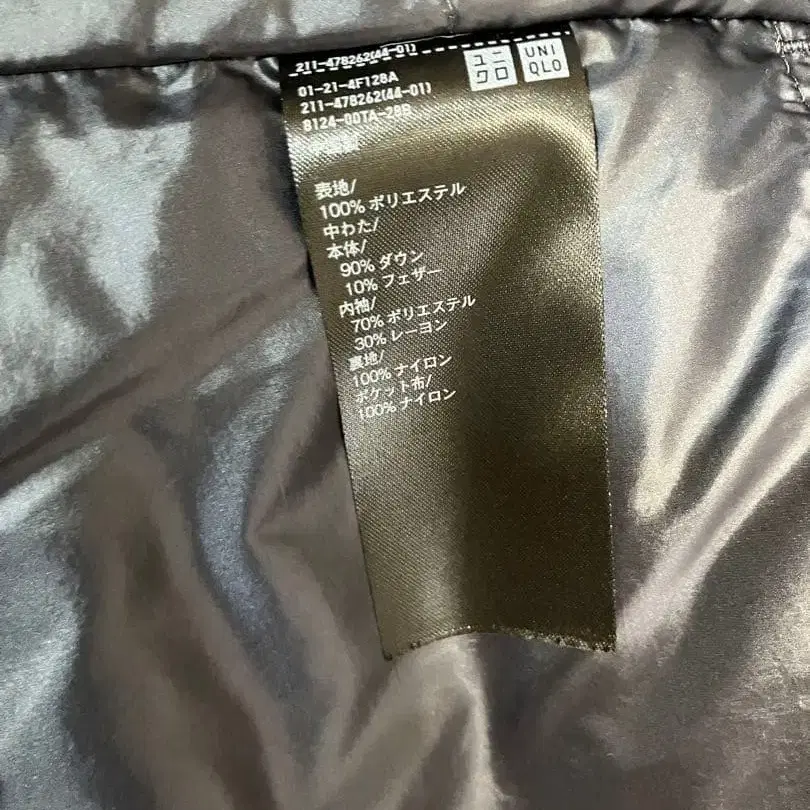 211-478262(44-01)
ユニ
クロ
UNI
QLO
01-21-4F128A
211-478262(44-01)
8124-00TA-28B
中国製
表地/
100% ポリエステル
中わた/
本体/
90% ダウン
10% フェザー
内袖/
70% ポリエステル
30% レーヨン
裏地/
100% ナイロン
ポケット布/
100% ナイロン